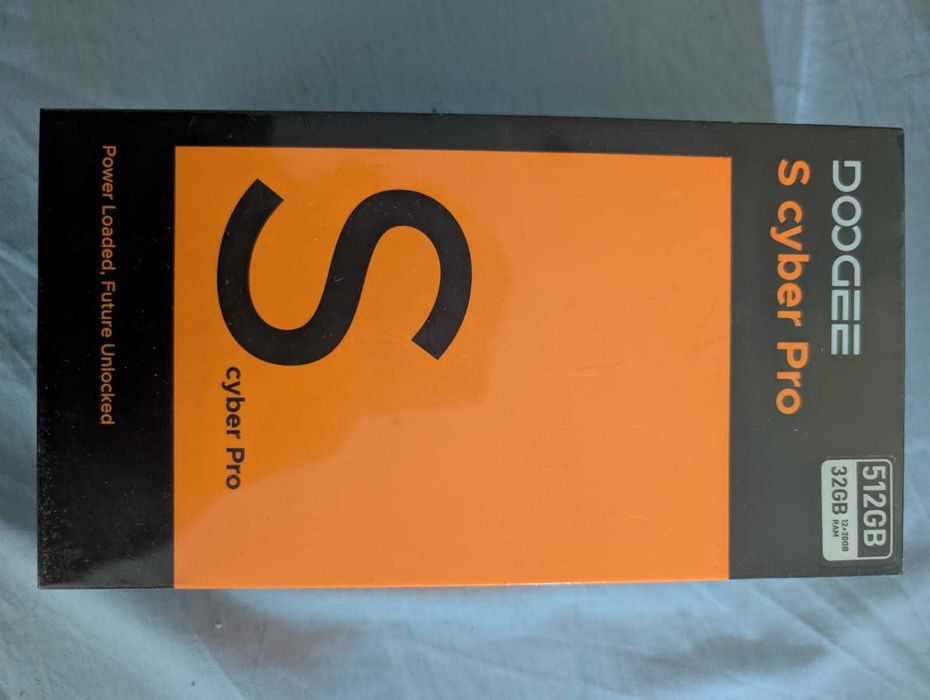 DOOGEE
S cyber Pro
512GB
32GB 12+20GB RAM
S
cyber Pro
Power Loaded, Future Unlocked